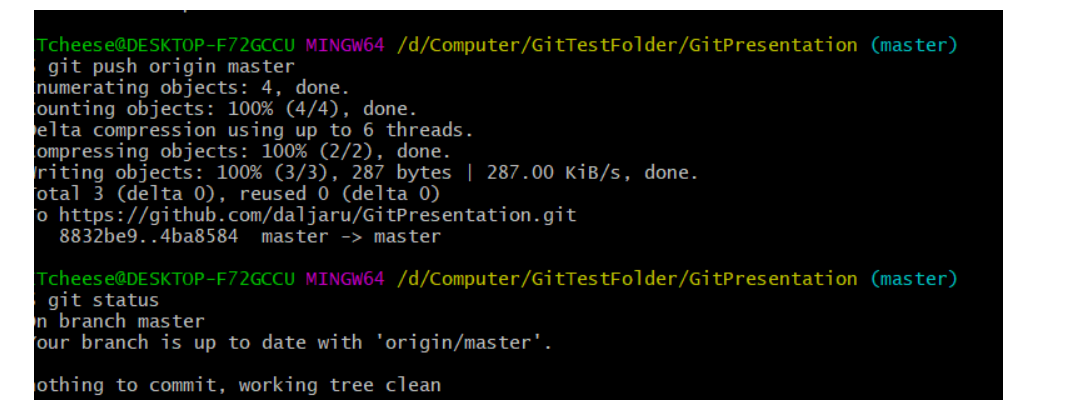 Tcheese@DESKTOP-F72GCCU MINGW64 /d/Computer/GitTestFolder/GitPresentation (master)
$ git push origin master
numerating objects: 4, done.
ounting objects: 100% (4/4), done.
elta compression using up to 6 threads.
ompressing objects: 100% (2/2), done.
riting objects: 100% (3/3), 287 bytes | 287.00 KiB/s, done.
otal 3 (delta 0), reused 0 (delta 0)
o https://github.com/daljaru/GitPresentation.git
8832be9..4ba8584 master -> master
Tcheese@DESKTOP-F72GCCU MINGW64 /d/Computer/GitTestFolder/GitPresentation (master)
$ git status
n branch master
our branch is up to date with 'origin/master'.
othing to commit, working tree clean